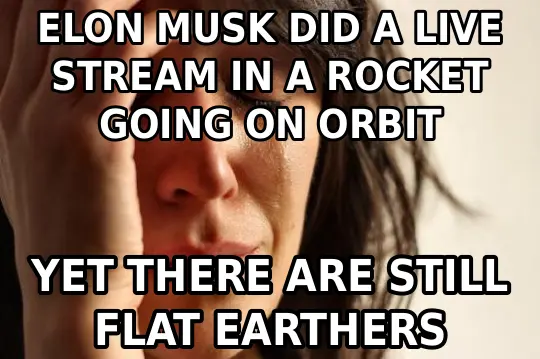 ELON MUSK DID A LIVE
STREAM IN A ROCKET
GOING ON ORBIT
YET THERE ARE STILL
FLAT EARTHERS